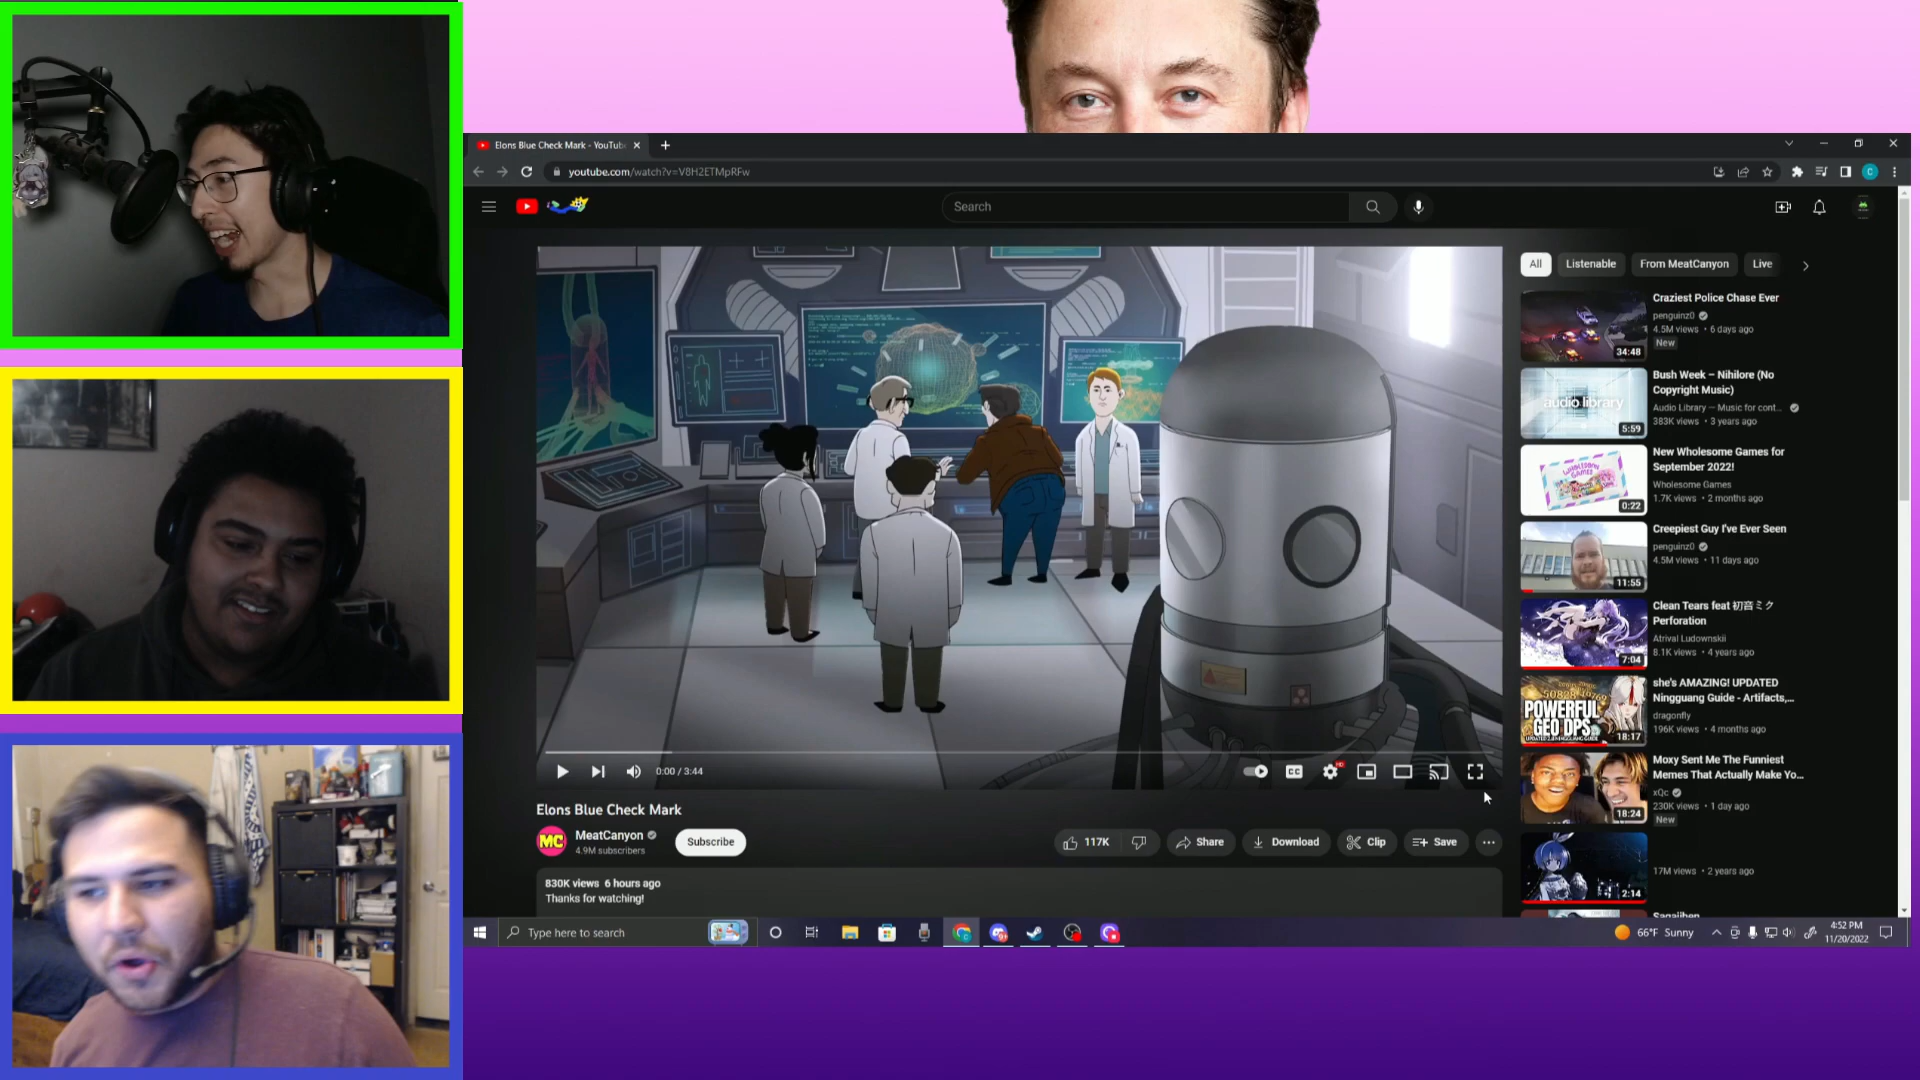 Elons Blue Check Mark - YouTube
youtube.com/watch?v=V8H2ETMpRFw
C
Search
All
Listenable
From MeatCanyon
Live
Craziest Police Chase Ever
penguinz0
4.5M views • 6 days ago
New
34:48
Bush Week – Nihilore (No
Copyright Music)
Audio Library — Music for cont...
383K views • 3 years ago
audio library
5:59
New Wholesome Games for
September 2022!
Wholesome Games
1.7K views • 2 months ago
0:22
Creepiest Guy I've Ever Seen
penguinz0
4.5M views • 11 days ago
11:55
Clean Tears feat 初音ミク
Perforation
Atrival Ludownskii
8.1K views • 4 years ago
7:04
she's AMAZING! UPDATED
Ningguang Guide - Artifacts,...
dragonfly
196K views • 4 months ago
POWERFUL
GEO DPS
18:17
Moxy Sent Me The Funniest
Memes That Actually Make Yo...
xQc
230K views • 1 day ago
New
18:24
17M views • 2 years ago
2:14
0:00 / 3:44
CC
HD
Elons Blue Check Mark
MC
MeatCanyon
4.9M subscribers
Subscribe
117K
Share
Download
Clip
Save
830K views 6 hours ago
Thanks for watching!
Type here to search
66°F Sunny
4:52 PM
11/20/2022